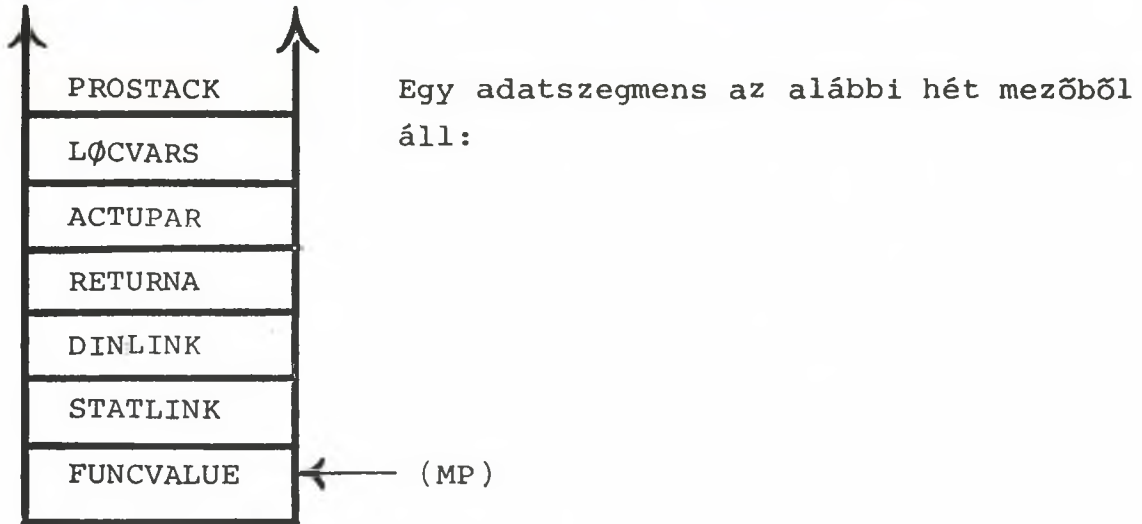 PROSTACK
LØCVARS
ACTUPAR
RETURNA
DINLINK
STATLINK
FUNCVALUE
(MP)
Egy adatszegmens az alábbi hét mezőből
áll: